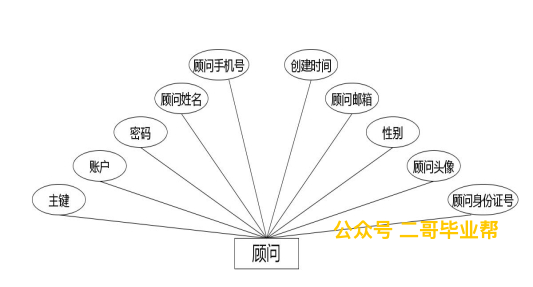 顾问手机号
创建时间
顾问姓名
顾问邮箱
密码
性别
账户
顾问头像
主键
顾问身份证号
公众号 二哥毕业帮
顾问